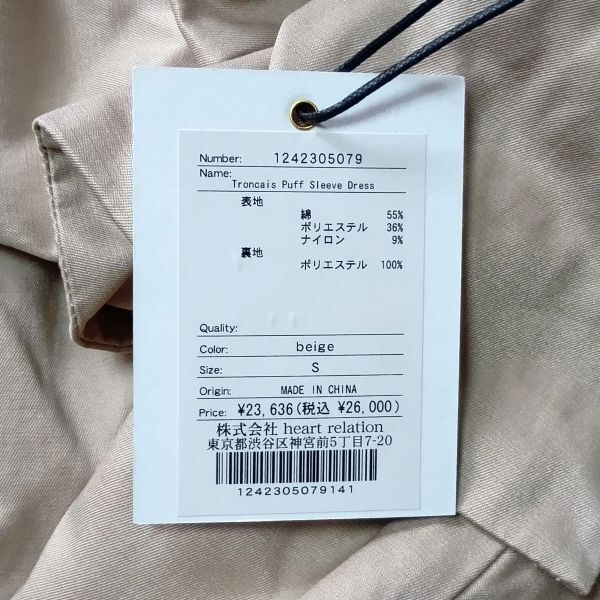 Number: 1242305079
Name: Troncais Puff Sleeve Dress
表地
綿 55%
ポリエステル 36%
ナイロン 9%
裏地
ポリエステル 100%
Quality:
Color: beige
Size: S
Origin: MADE IN CHINA
Price: ¥23,636(税込 ¥26,000)
株式会社 heart relation
東京都渋谷区神宮前5丁目7-20
1242305079141